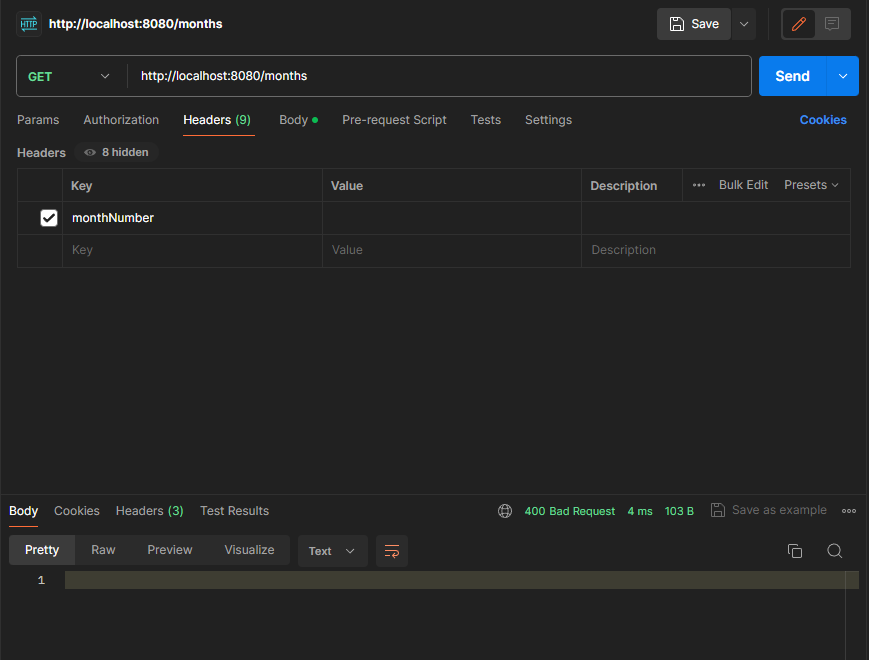 HTTP http://localhost:8080/months Save
GET http://localhost:8080/months Send
Params Authorization Headers (9) Body Pre-request Script Tests Settings Cookies
Headers 8 hidden
Key Value Description Bulk Edit Presets
monthNumber
Key Value Description
Body Cookies Headers (3) Test Results 400 Bad Request 4 ms 103 B Save as example
Pretty Raw Preview Visualize Text
1